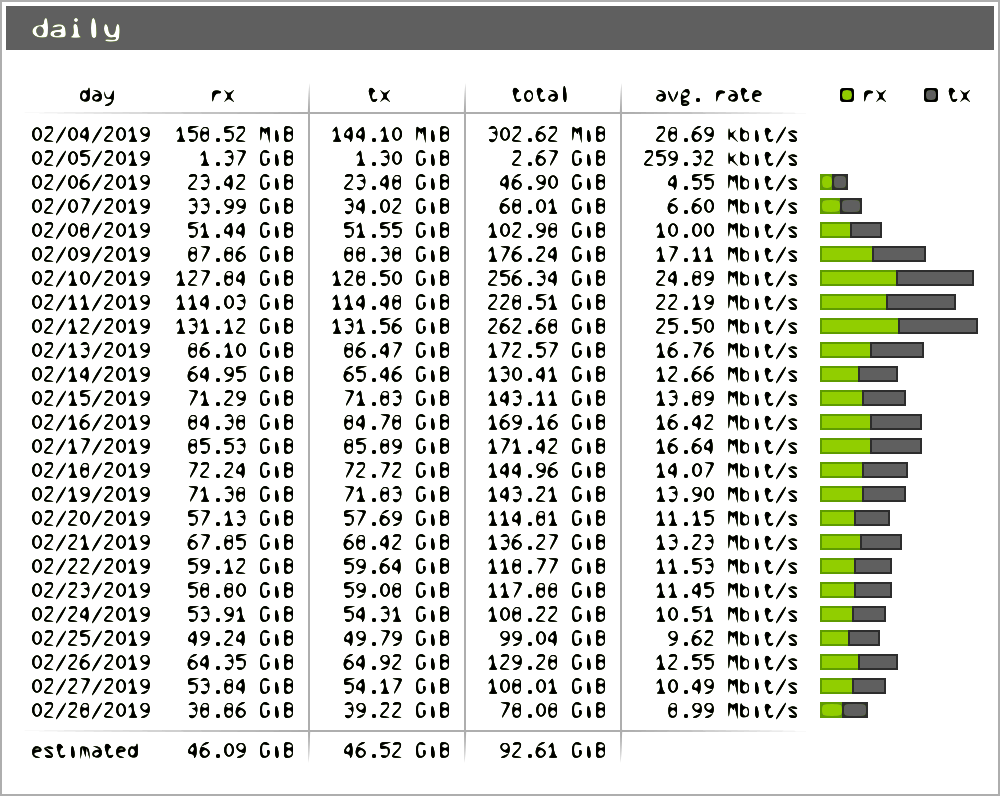 daily
day rx tx total avg. rate rx tx
02/04/2019 158.52 MiB 144.10 MiB 302.62 MiB 28.69 kbit/s
02/05/2019 1.37 GiB 1.30 GiB 2.67 GiB 259.32 kbit/s
02/06/2019 23.42 GiB 23.48 GiB 46.90 GiB 4.55 Mbit/s
02/07/2019 33.99 GiB 34.02 GiB 68.01 GiB 6.60 Mbit/s
02/08/2019 51.44 GiB 51.55 GiB 102.98 GiB 10.00 Mbit/s
02/09/2019 87.86 GiB 88.38 GiB 176.24 GiB 17.11 Mbit/s
02/10/2019 127.84 GiB 128.50 GiB 256.34 GiB 24.89 Mbit/s
02/11/2019 114.03 GiB 114.48 GiB 228.51 GiB 22.19 Mbit/s
02/12/2019 131.12 GiB 131.56 GiB 262.68 GiB 25.50 Mbit/s
02/13/2019 86.10 GiB 86.47 GiB 172.57 GiB 16.76 Mbit/s
02/14/2019 64.95 GiB 65.46 GiB 130.41 GiB 12.66 Mbit/s
02/15/2019 71.29 GiB 71.83 GiB 143.11 GiB 13.89 Mbit/s
02/16/2019 84.38 GiB 84.78 GiB 169.16 GiB 16.42 Mbit/s
02/17/2019 85.53 GiB 85.89 GiB 171.42 GiB 16.64 Mbit/s
02/18/2019 72.24 GiB 72.72 GiB 144.96 GiB 14.07 Mbit/s
02/19/2019 71.38 GiB 71.83 GiB 143.21 GiB 13.90 Mbit/s
02/20/2019 57.13 GiB 57.69 GiB 114.81 GiB 11.15 Mbit/s
02/21/2019 67.85 GiB 68.42 GiB 136.27 GiB 13.23 Mbit/s
02/22/2019 59.12 GiB 59.64 GiB 118.77 GiB 11.53 Mbit/s
02/23/2019 58.80 GiB 59.08 GiB 117.88 GiB 11.45 Mbit/s
02/24/2019 53.91 GiB 54.31 GiB 108.22 GiB 10.51 Mbit/s
02/25/2019 49.24 GiB 49.79 GiB 99.04 GiB 9.62 Mbit/s
02/26/2019 64.35 GiB 64.92 GiB 129.28 GiB 12.55 Mbit/s
02/27/2019 53.84 GiB 54.17 GiB 108.01 GiB 10.49 Mbit/s
02/28/2019 38.86 GiB 39.22 GiB 78.08 GiB 8.99 Mbit/s
estimated 46.09 GiB 46.52 GiB 92.61 GiB